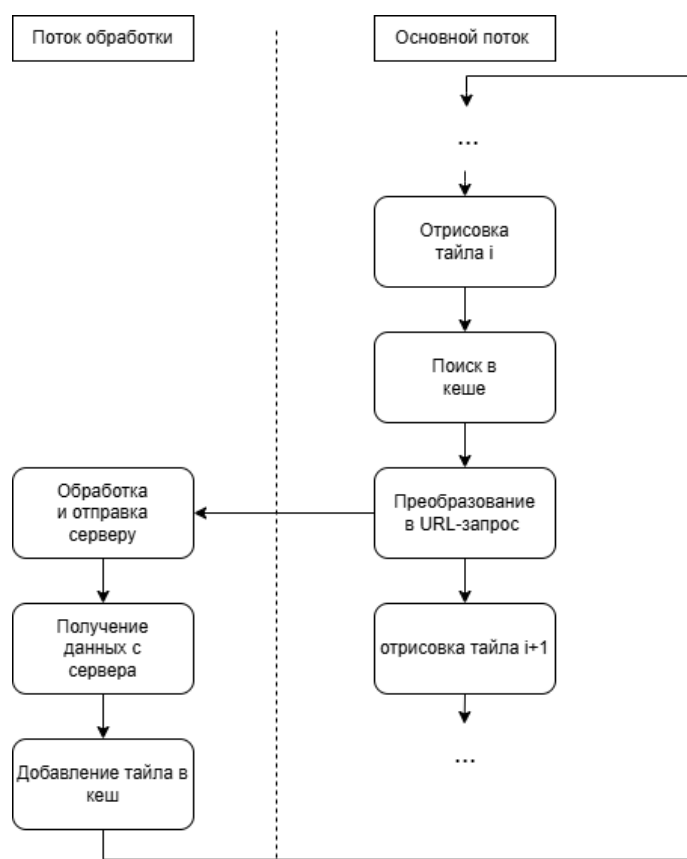 Поток обработки
Основной поток
...
Отрисовка
тайла i
Поиск в
кеше
Обработка
и отправка
серверу
Преобразование
в URL-запрос
Получение
данных с
сервера
отрисовка тайла i+1
Добавление тайла в
кеш
...